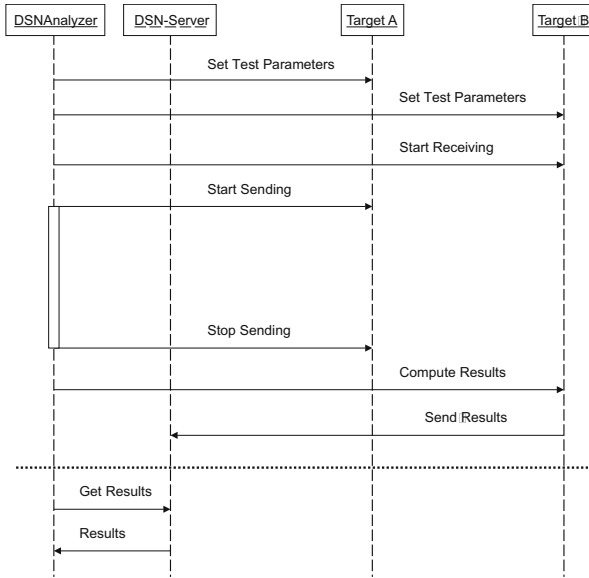 DSNAnalyzer
DSN-Server
Target A
Target B
Set Test Parameters
Set Test Parameters
Start Receiving
Start Sending
Stop Sending
Compute Results
Send Results
Get Results
Results